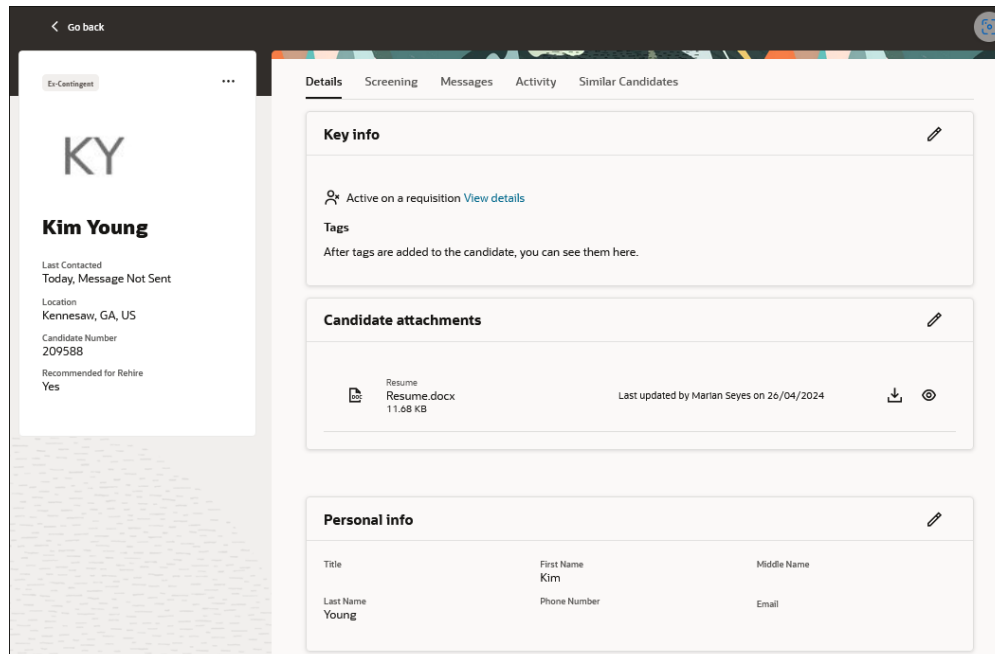 Go back
Ex-Contingent
KY
Kim Young
Last Contacted
Today, Message Not Sent
Location
Kennesaw, GA, US
Candidate Number
209588
Recommended for Rehire
Yes
Details Screening Messages Activity Similar Candidates
Key info
Active on a requisition View details
Tags
After tags are added to the candidate, you can see them here.
Candidate attachments
DOC
Resume
Resume.docx
11.68 KB
Last updated by Marian Seyes on 26/04/2024
Personal info
Title First Name Middle Name
Kim
Last Name Phone Number Email
Young